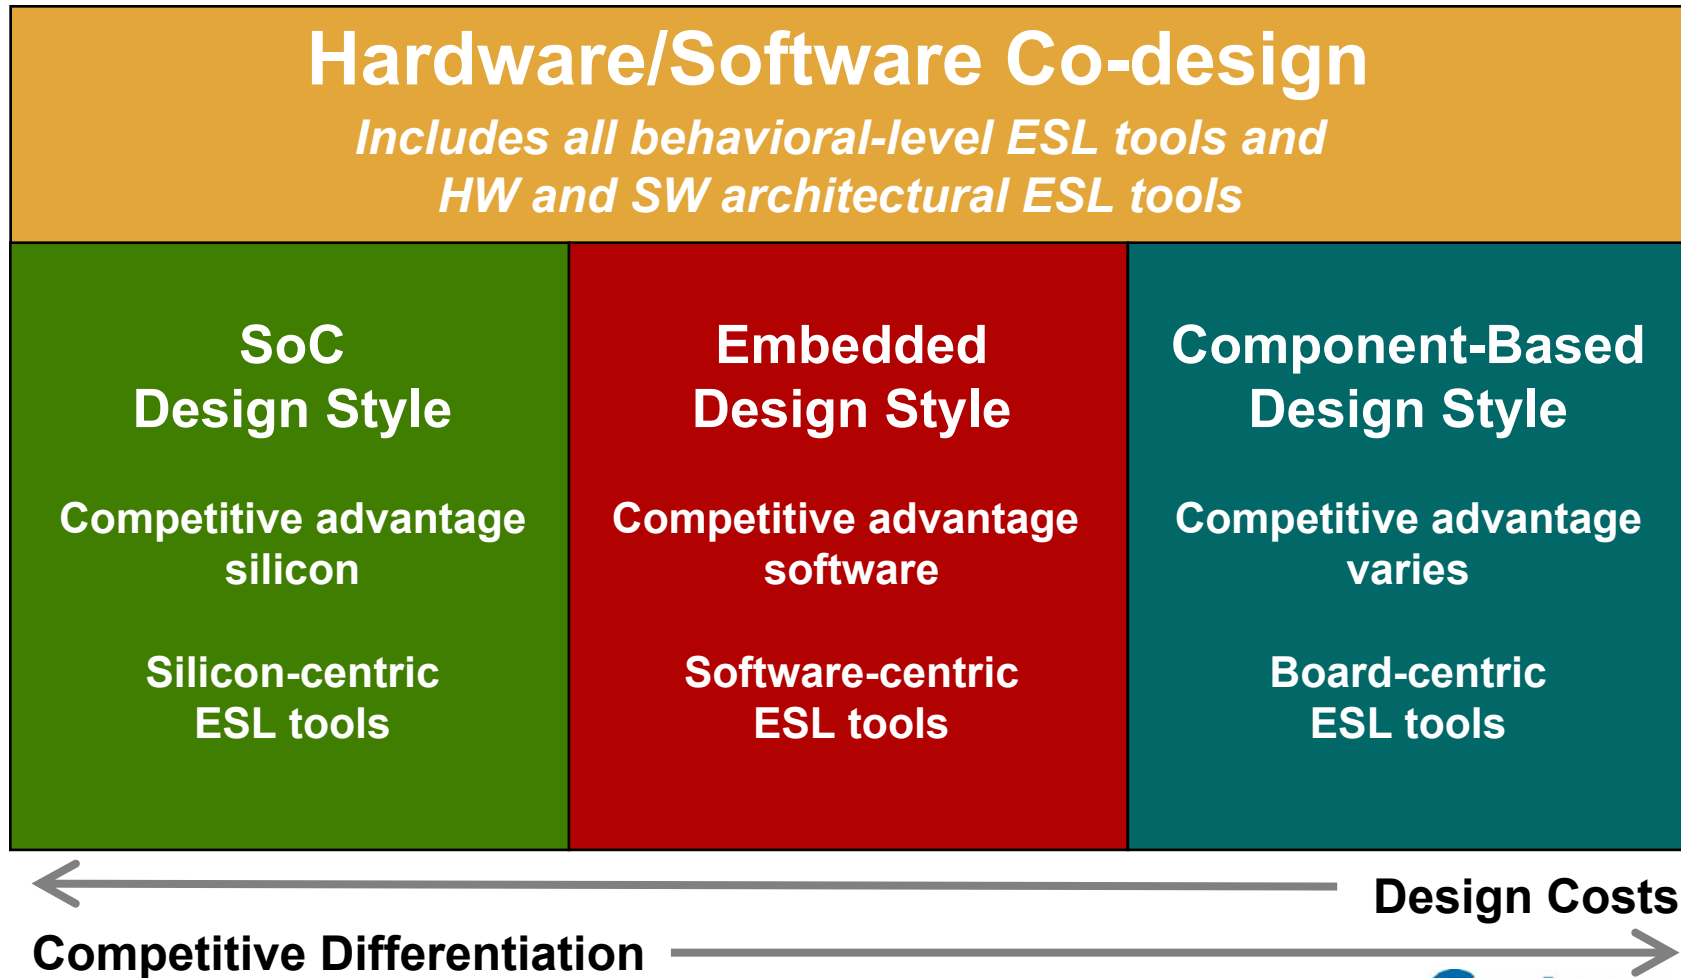 Hardware/Software Co-design
Includes all behavioral-level ESL tools and
HW and SW architectural ESL tools
SoC
Design Style
Competitive advantage
silicon
Silicon-centric
ESL tools
Embedded
Design Style
Competitive advantage
software
Software-centric
ESL tools
Component-Based
Design Style
Competitive advantage
varies
Board-centric
ESL tools
Design Costs
Competitive Differentiation